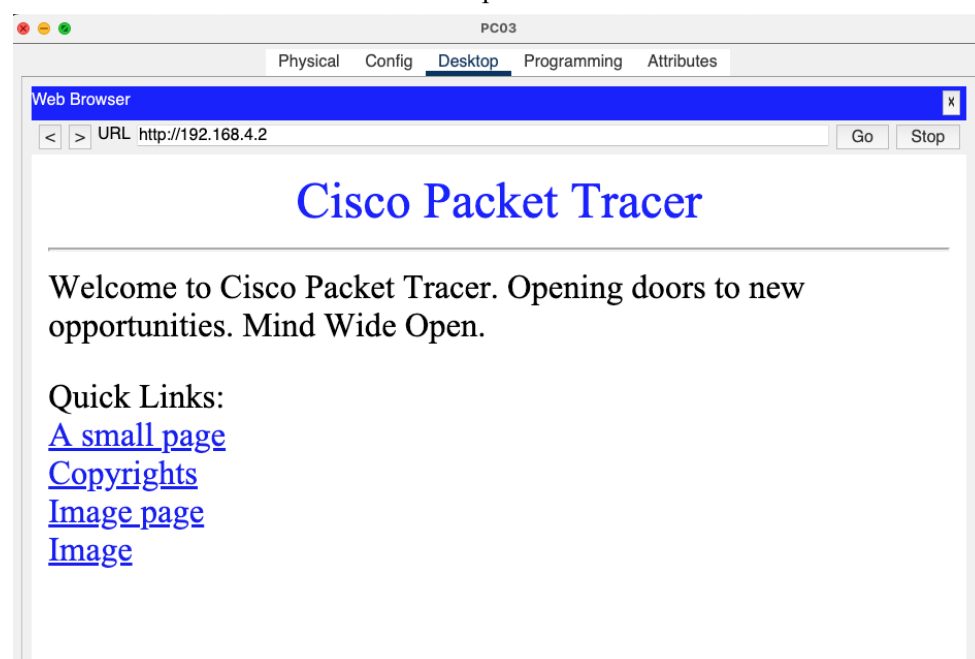 PC03
Physical Config Desktop Programming Attributes
Web Browser X
< > URL http://192.168.4.2 Go Stop
Cisco Packet Tracer
Welcome to Cisco Packet Tracer. Opening doors to new
opportunities. Mind Wide Open.
Quick Links:
A small page
Copyrights
Image page
Image